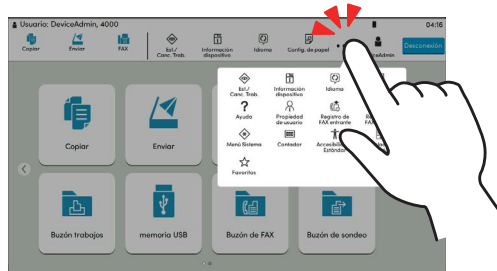 Usuario: DeviceAdmin, 4000
04:16
Copiar
Enviar
FAX
Est./
Canc. Trab.
Información
dispositivo
Idioma
Config. de papel
Desconexión
Est./
Canc. Trab.
Información
dispositivo
Idioma
Ayuda
Propiedad
de usuario
Registro de
FAX entrante
Menú Sistema
Contador
Estándar
Favoritos
Copiar
Enviar
Buzón trabajos
memoria USB
Buzón de FAX
Buzón de sondeo